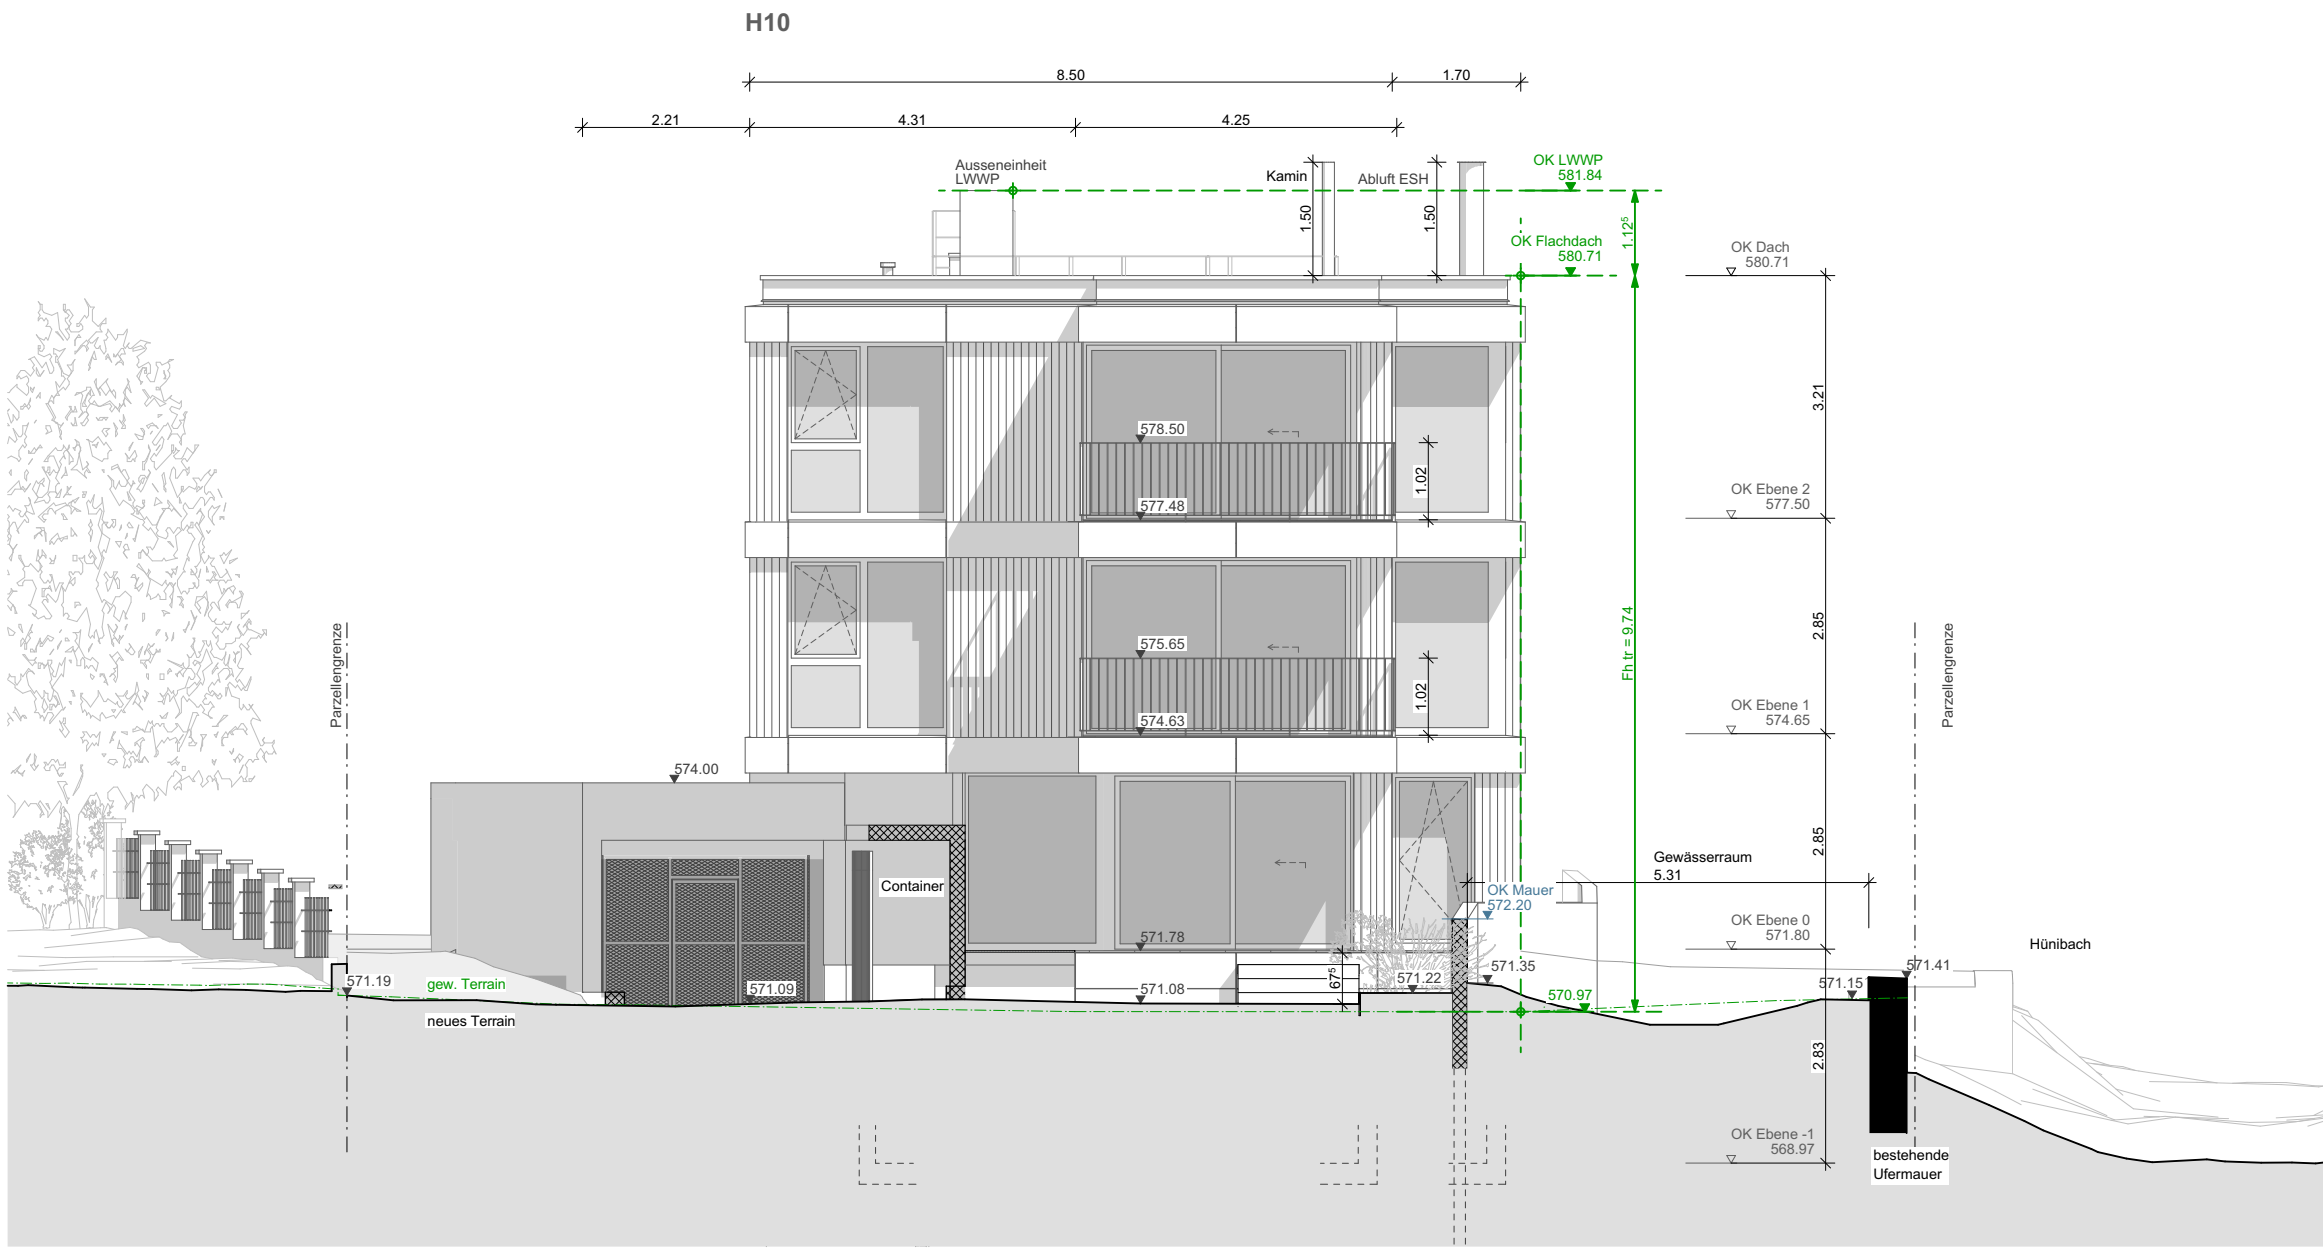 H10
8.50
1.70
2.21
4.31
4.25
Ausseneinheit
LWWP
Kamin
Abluft ESH
OK LWWP
581.84
1.50
1.50
1.12⁵
OK Flachdach
580.71
OK Dach
580.71
3.21
578.50
1.02
577.48
OK Ebene 2
577.50
Parzellengrenze
575.65
1.02
574.63
Fh tr = 9.74
2.85
OK Ebene 1
574.65
Parzellengrenze
574.00
2.85
Gewässerraum
5.31
Container
OK Mauer
572.20
OK Ebene 0
571.80
571.78
Hünibach
571.19
gew. Terrain
571.09
571.08
67⁵
571.22
571.35
570.97
571.15
571.41
neues Terrain
2.83
OK Ebene -1
568.97
bestehende
Ufermauer